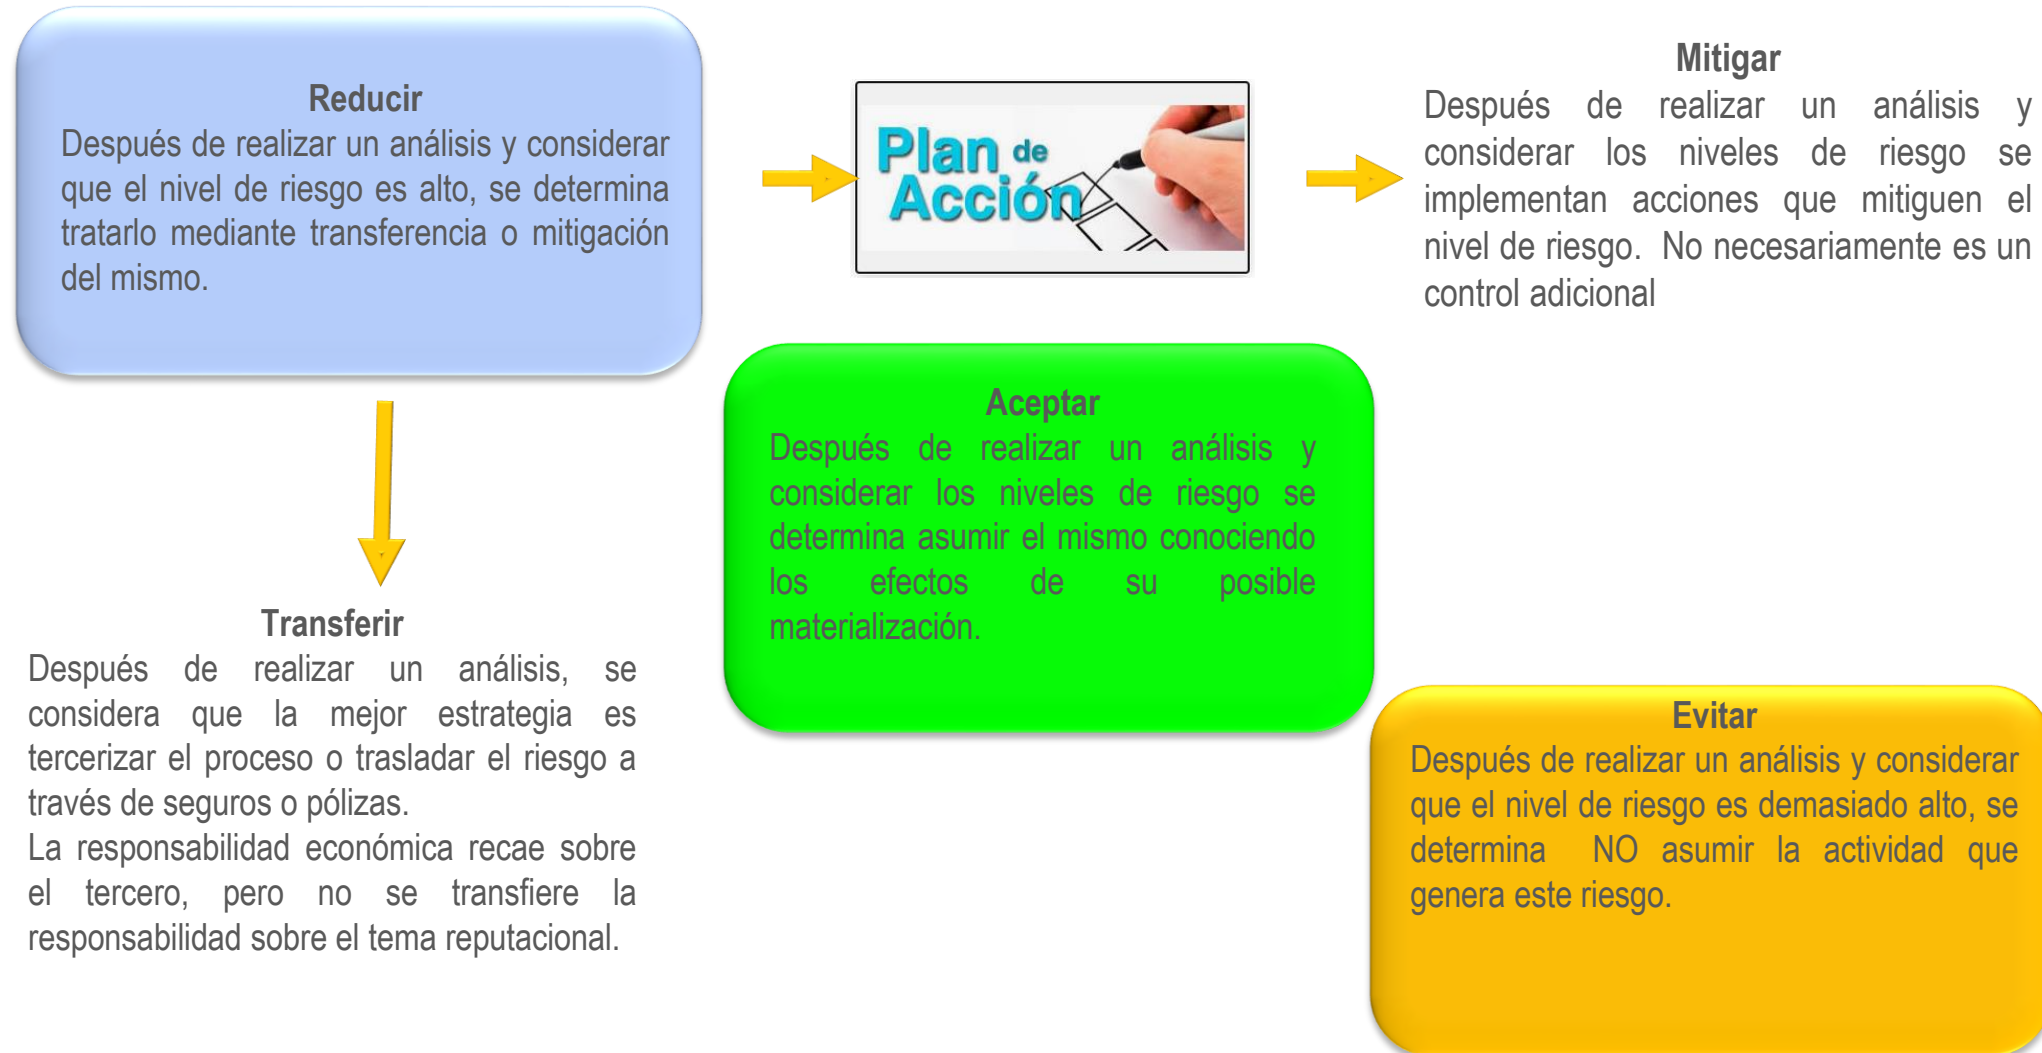 Reducir
Después de realizar un análisis y considerar
que el nivel de riesgo es alto, se determina
tratarlo mediante transferencia o mitigación
del mismo.
Plan de
Acción
Mitigar
Después de realizar un análisis y
considerar los niveles de riesgo se
implementan acciones que mitiguen el
nivel de riesgo. No necesariamente es un
control adicional
Aceptar
Después de realizar un análisis y
considerar los niveles de riesgo se
determina asumir el mismo conociendo
los efectos de su posible
materialización.
Transferir
Después de realizar un análisis, se
considera que la mejor estrategia es
tercerizar el proceso o trasladar el riesgo a
través de seguros o pólizas.
La responsabilidad económica recae sobre
el tercero, pero no se transfiere la
responsabilidad sobre el tema reputacional.
Evitar
Después de realizar un análisis y considerar
que el nivel de riesgo es demasiado alto, se
determina NO asumir la actividad que
genera este riesgo.